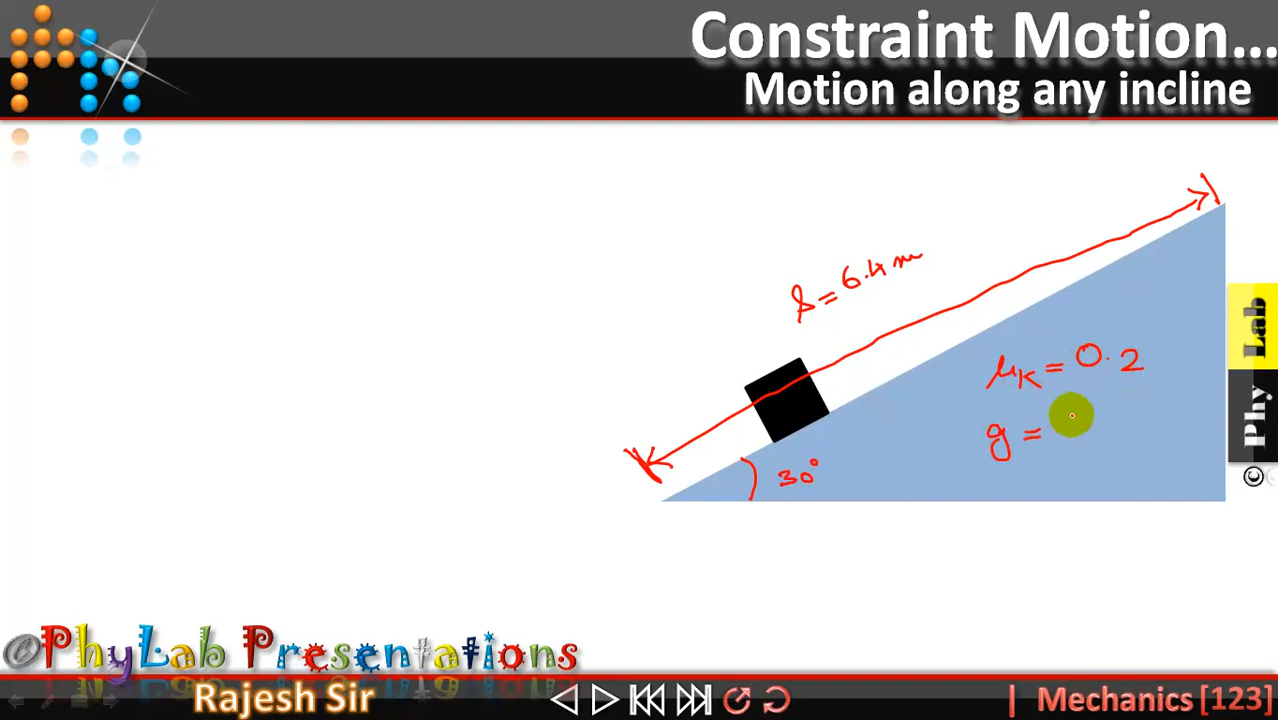 Constraint Motion...
Motion along any incline
s = 6.4 m
μK = 0.2
g =
30°
© Phy Lab
PhyLab Presentations
Rajesh Sir
| Mechanics [123]